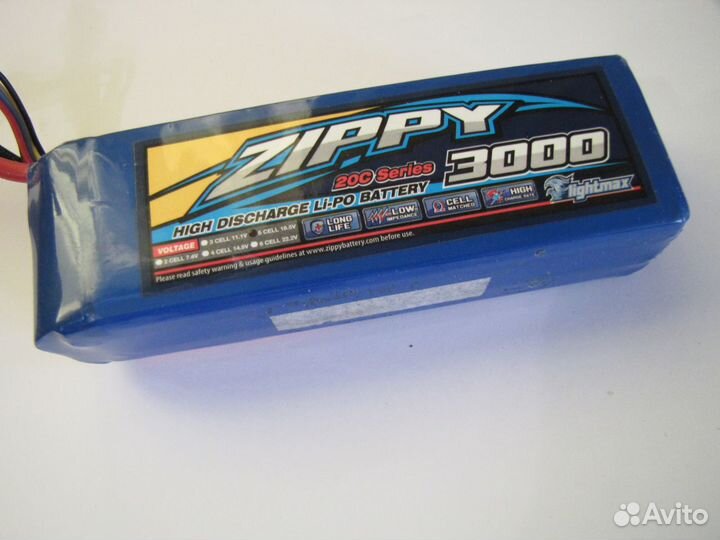 ZIPPY
20C Series
3000
HIGH DISCHARGE LI-PO BATTERY
LONG LIFE
LOW IMPEDANCE
CELL MATCHED
HIGH CHARGE RATE
flightmax
VOLTAGE
3 CELL 11.1V
5 CELL 18.5V
2 CELL 7.4V
4 CELL 14.8V
6 CELL 22.2V
Please read safety warning & usage guidelines at www.zippybattery.com before use.
Avito